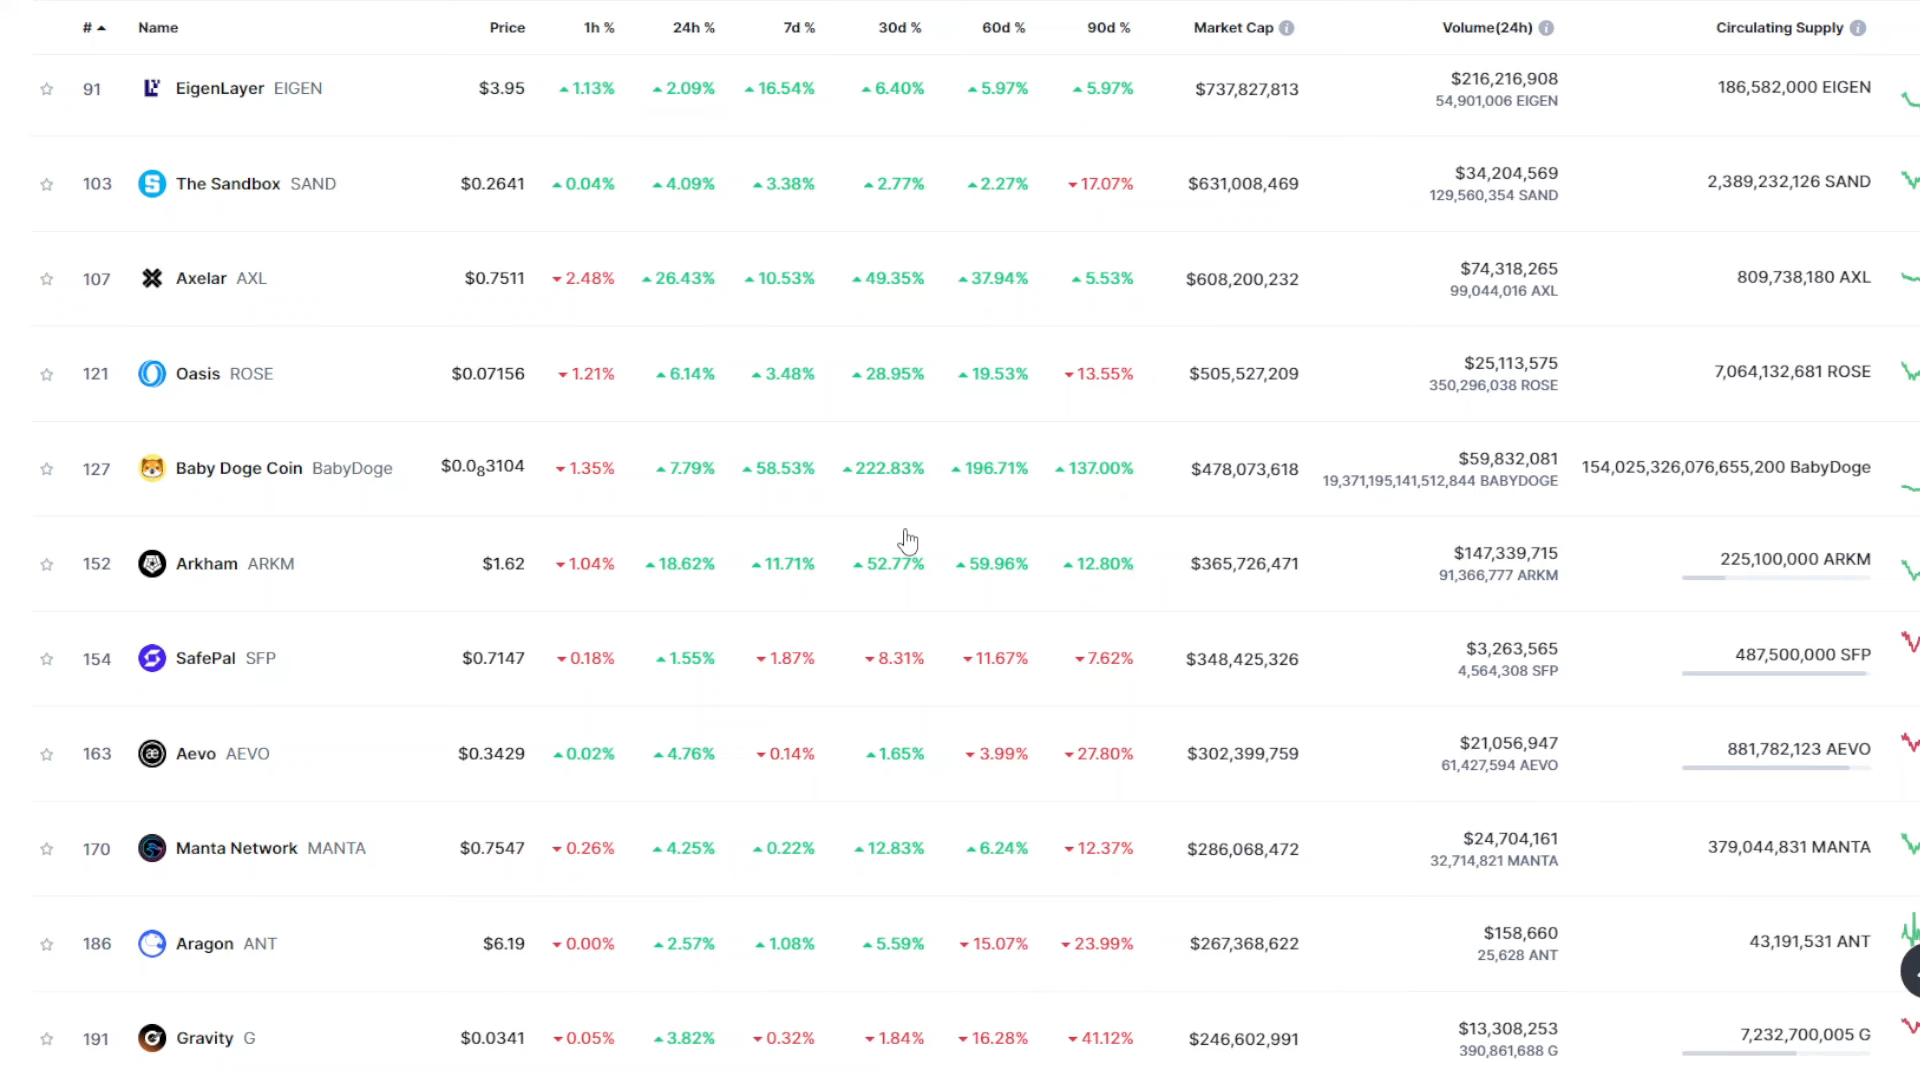 # Name Price 1h % 24h % 7d % 30d % 60d % 90d % Market Cap Volume(24h) Circulating Supply
91 EigenLayer EIGEN $3.95 1.13% 2.09% 16.54% 6.40% 5.97% 5.97% $737,827,813 $216,216,908 186,582,000 EIGEN
54,901,006 EIGEN
103 The Sandbox SAND $0.2641 0.04% 4.09% 3.38% 2.77% 2.27% 17.07% $631,008,469 $34,204,569 2,389,232,126 SAND
129,560,354 SAND
107 Axelar AXL $0.7511 2.48% 26.43% 10.53% 49.35% 37.94% 5.53% $608,200,232 $74,318,265 809,738,180 AXL
99,044,016 AXL
121 Oasis ROSE $0.07156 1.21% 6.14% 3.48% 28.95% 19.53% 13.55% $505,527,209 $25,113,575 7,064,132,681 ROSE
350,296,038 ROSE
127 Baby Doge Coin BabyDoge $0.0₈3104 1.35% 7.79% 58.53% 222.83% 196.71% 137.00% $478,073,618 $59,832,081 154,025,326,076,655,200 BabyDoge
19,371,195,141,512,844 BABYDOGE
152 Arkham ARKM $1.62 1.04% 18.62% 11.71% 52.77% 59.96% 12.80% $365,726,471 $147,339,715 225,100,000 ARKM
91,366,777 ARKM
154 SafePal SFP $0.7147 0.18% 1.55% 1.87% 8.31% 11.67% 7.62% $348,425,326 $3,263,565 487,500,000 SFP
4,564,308 SFP
163 Aevo AEVO $0.3429 0.02% 4.76% 0.14% 1.65% 3.99% 27.80% $302,399,759 $21,056,947 881,782,123 AEVO
61,427,594 AEVO
170 Manta Network MANTA $0.7547 0.26% 4.25% 0.22% 12.83% 6.24% 12.37% $286,068,472 $24,704,161 379,044,831 MANTA
32,714,821 MANTA
186 Aragon ANT $6.19 0.00% 2.57% 1.08% 5.59% 15.07% 23.99% $267,368,622 $158,660 43,191,531 ANT
25,628 ANT
191 Gravity G $0.0341 0.05% 3.82% 0.32% 1.84% 16.28% 41.12% $246,602,991 $13,308,253 7,232,700,005 G
390,861,688 G